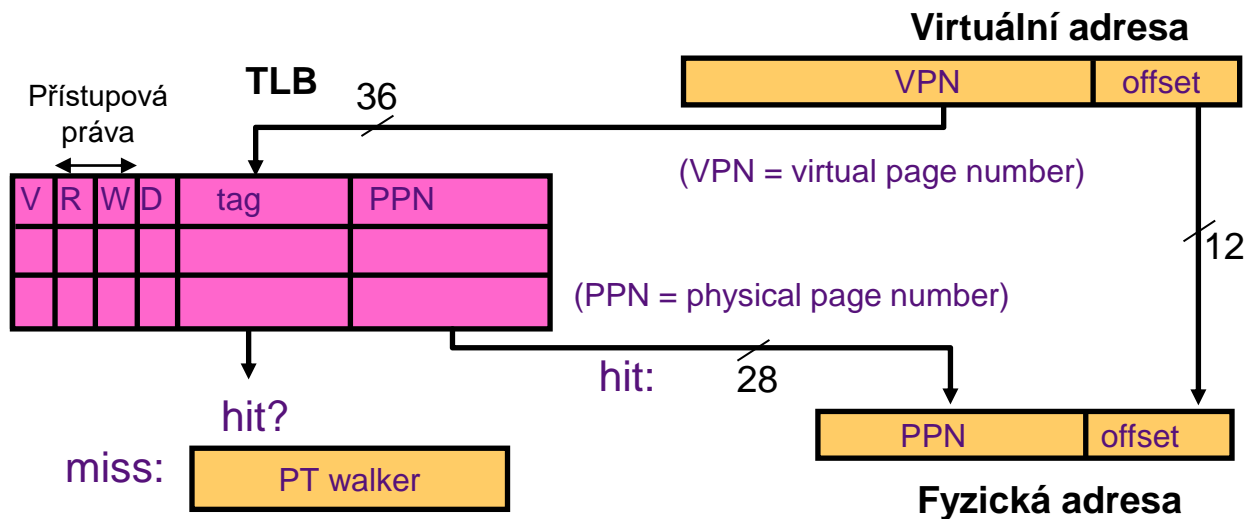 Virtuální adresa
VPN offset
TLB
36
Přístupová
práva
(VPN = virtual page number)
V R W D tag PPN
12
(PPN = physical page number)
hit: 28
hit?
PPN offset
miss: PT walker
Fyzická adresa